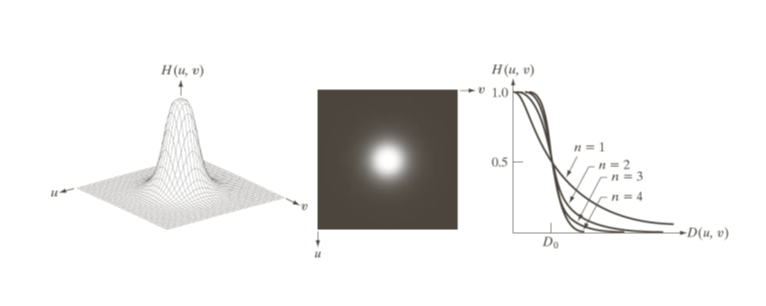 H(u, v)
u
v
v
u
H(u, v)
1.0
0.5
n = 1
n = 2
n = 3
n = 4
D₀
D(u, v)